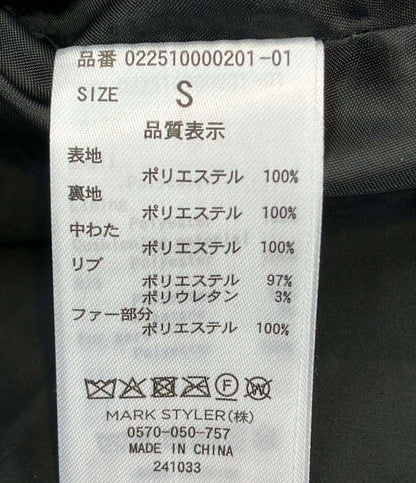 品番 022510000201-01
SIZE S
品質表示
表地
ポリエステル 100%
裏地
ポリエステル 100%
中わた
ポリエステル 100%
リブ
ポリエステル 97%
ポリウレタン 3%
ファー部分
ポリエステル 100%
MARK STYLER(株)
0570-050-757
MADE IN CHINA
241033